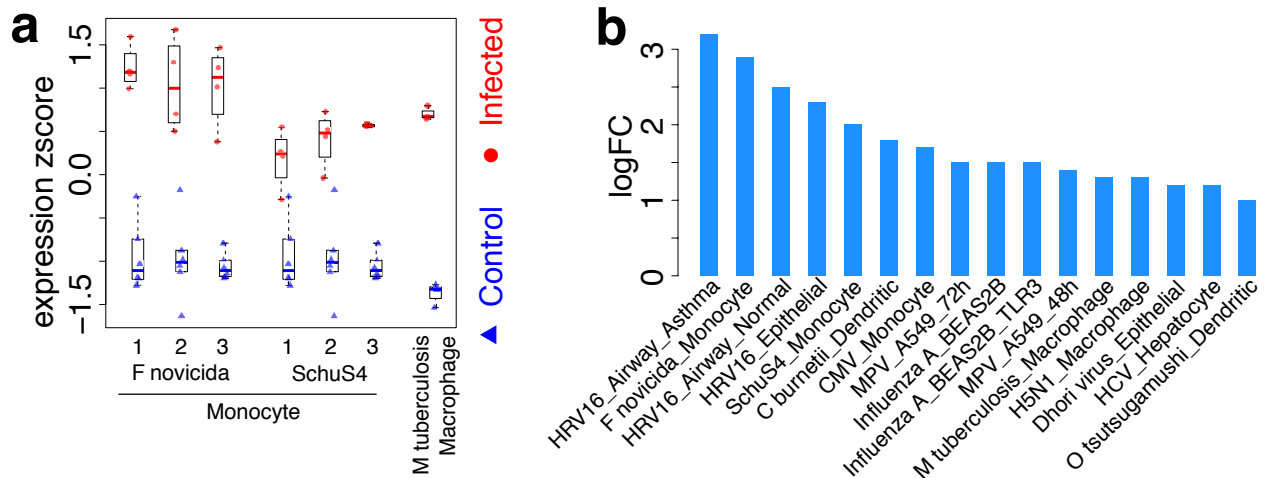 a
expression zscore
1.5
0.0
−1.5
1 2 3 1 2 3
F novicida SchuS4
Monocyte
M tuberculosis
Macrophage
Control Infected
b
logFC
3
2
1
0
HRV16_Airway_Asthma
F novicida_Monocyte
HRV16_Airway_Normal
HRV16_Epithelial
SchuS4_Monocyte
C burnetii_Dendritic
CMV_Monocyte
MPV_A549_72h
Influenza A_BEAS2B
Influenza A_BEAS2B_TLR3
MPV_A549_48h
M tuberculosis_Macrophage
H5N1_Macrophage
Dhori virus_Epithelial
HCV_Hepatocyte
O tsutsugamushi_Dendritic